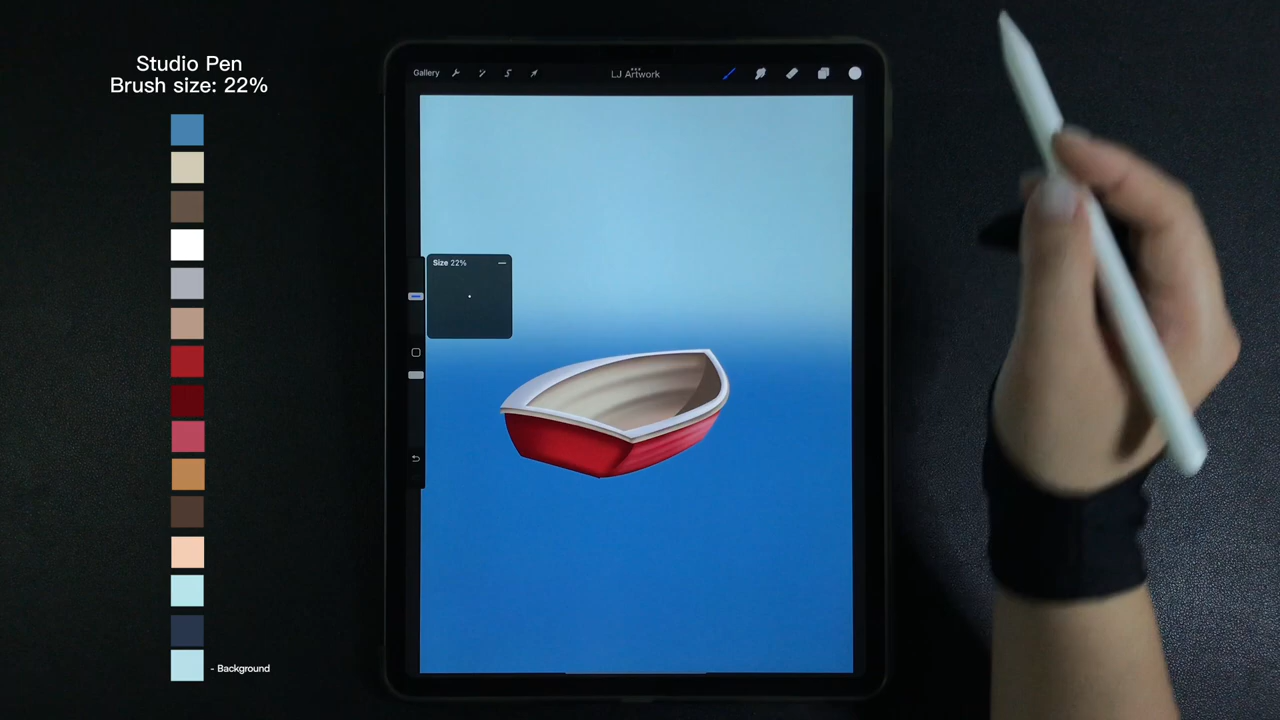 Studio Pen
Brush size: 22%
Gallery
LJ Artwork
Size 22%
- Background